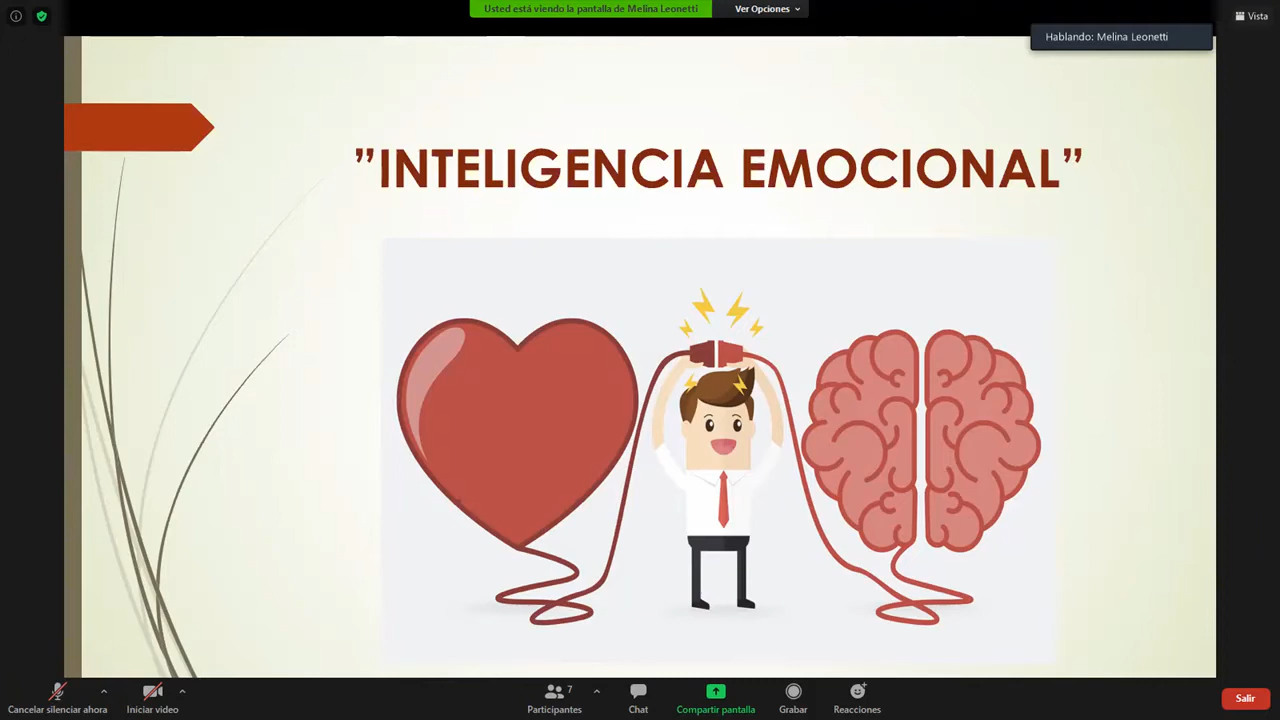 Usted está viendo la pantalla de Melina Leonetti
Ver Opciones
Vista
Hablando: Melina Leonetti
”INTELIGENCIA EMOCIONAL”
7
Cancelar silenciar ahora
Iniciar video
Participantes
Chat
Compartir pantalla
Grabar
Reacciones
Salir